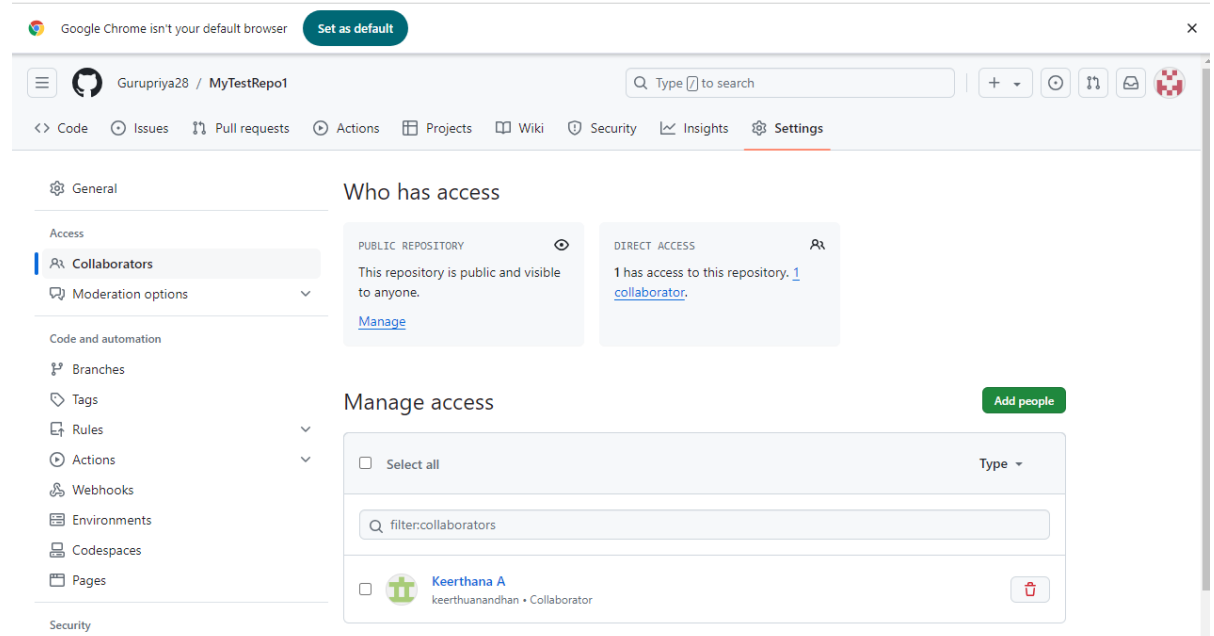 Google Chrome isn't your default browser Set as default
Gurupriya28 / MyTestRepo1 Type / to search
Code Issues Pull requests Actions Projects Wiki Security Insights Settings
General
Access
Collaborators
Moderation options
Code and automation
Branches
Tags
Rules
Actions
Webhooks
Environments
Codespaces
Pages
Security
Who has access
PUBLIC REPOSITORY
This repository is public and visible
to anyone.
Manage
DIRECT ACCESS
1 has access to this repository. 1
collaborator.
Manage access Add people
Select all Type
filter:collaborators
Keerthana A
keerthuanandhan • Collaborator